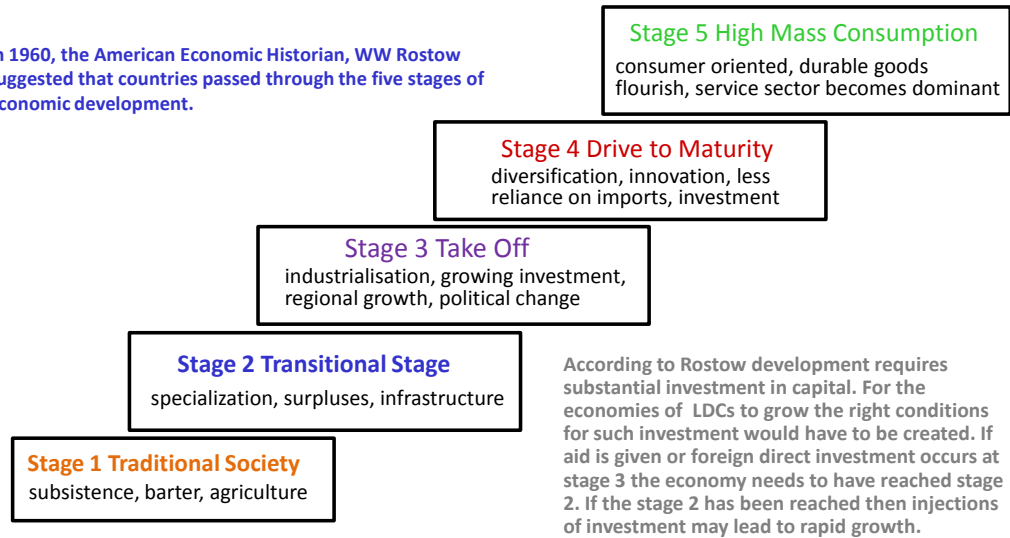 n 1960, the American Economic Historian, WW Rostow
uggested that countries passed through the five stages of
conomic development.
Stage 5 High Mass Consumption
consumer oriented, durable goods
flourish, service sector becomes dominant
Stage 4 Drive to Maturity
diversification, innovation, less
reliance on imports, investment
Stage 3 Take Off
industrialisation, growing investment,
regional growth, political change
Stage 2 Transitional Stage
specialization, surpluses, infrastructure
Stage 1 Traditional Society
subsistence, barter, agriculture
According to Rostow development requires
substantial investment in capital. For the
economies of LDCs to grow the right conditions
for such investment would have to be created. If
aid is given or foreign direct investment occurs at
stage 3 the economy needs to have reached stage
2. If the stage 2 has been reached then injections
of investment may lead to rapid growth.